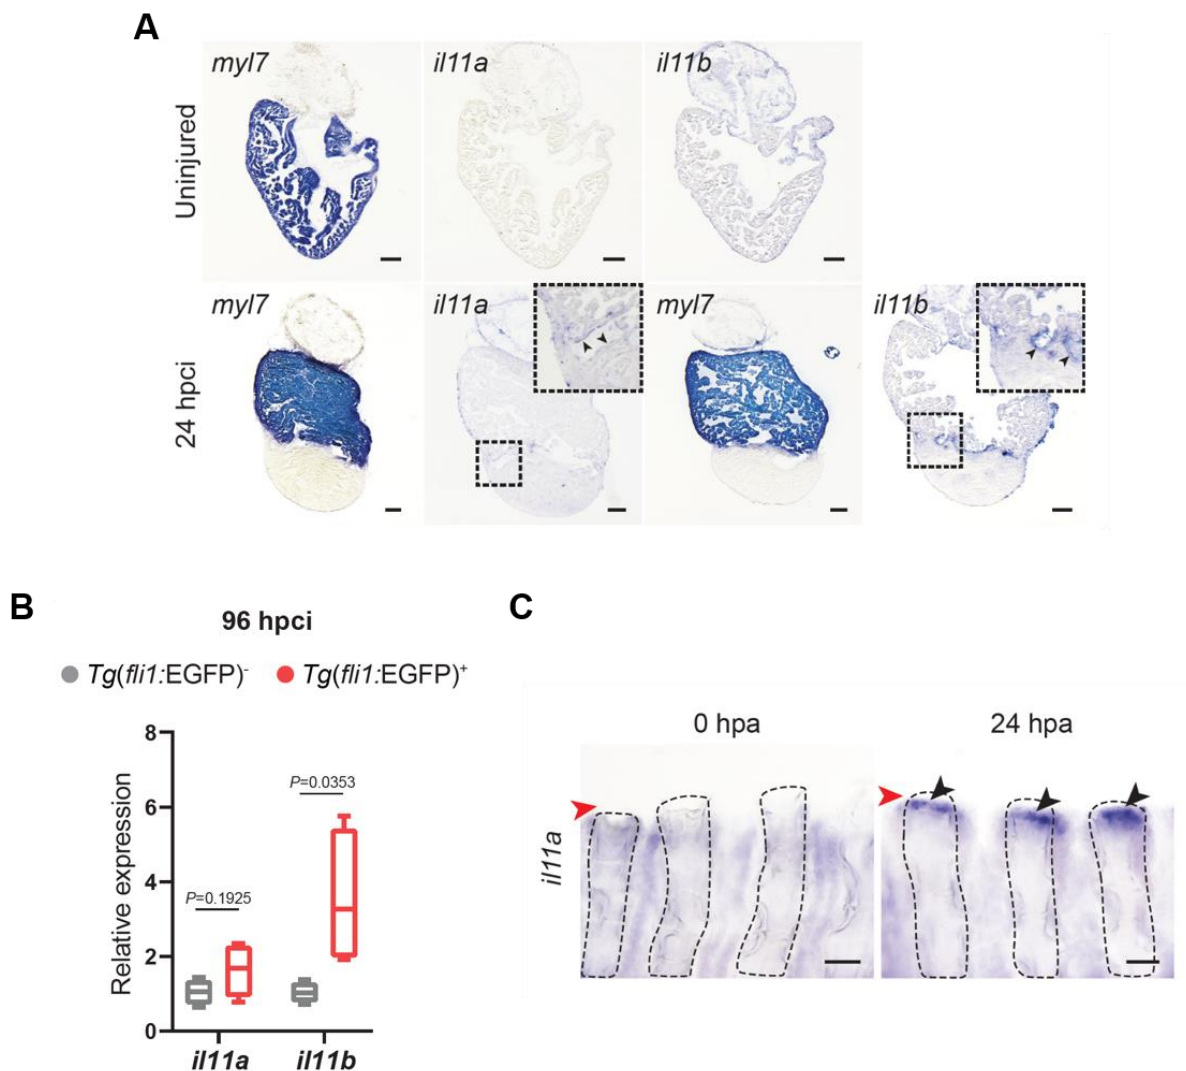 A
Uninjured
myl7
il11a
il11b
24 hpci
myl7
il11a
myl7
il11b
B
96 hpci
Tg(fli1:EGFP)-
Tg(fli1:EGFP)+
Relative expression
8
6
4
2
0
P=0.1925
P=0.0353
il11a
il11b
C
0 hpa
24 hpa
il11a